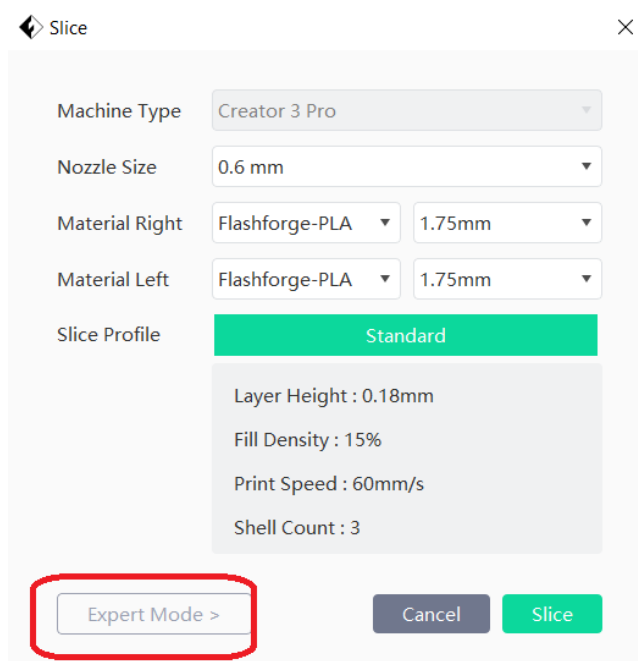 Slice
Machine Type Creator 3 Pro
Nozzle Size 0.6 mm
Material Right Flashforge-PLA 1.75mm
Material Left Flashforge-PLA 1.75mm
Slice Profile Standard
Layer Height : 0.18mm
Fill Density : 15%
Print Speed : 60mm/s
Shell Count : 3
Expert Mode > Cancel Slice